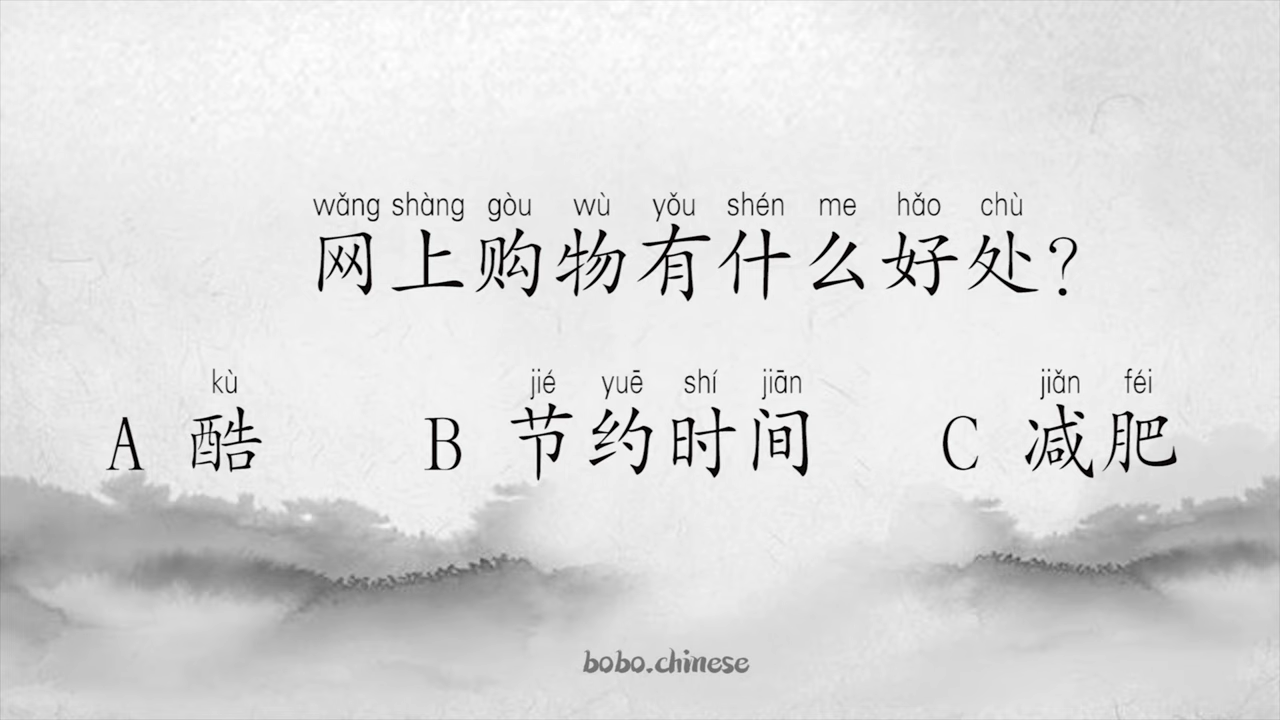 wǎng shàng gòu wù yǒu shén me hǎo chù
网上购物有什么好处？
kù jié yuē shí jiān jiǎn féi
A 酷 B 节约时间 C 减肥
bobo.chinese